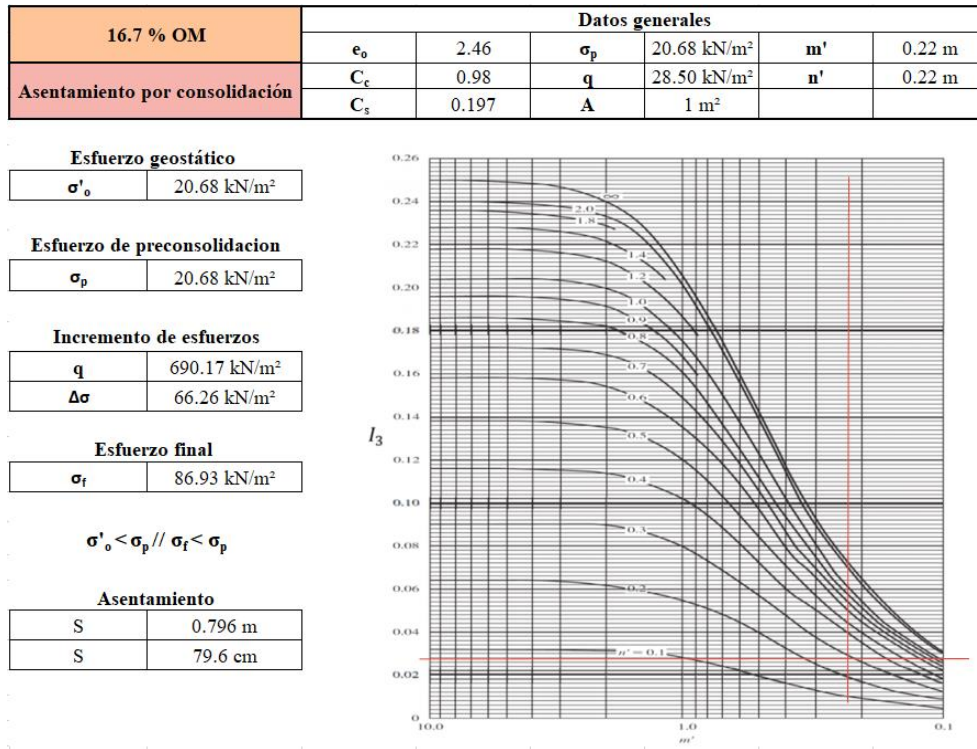 16.7 % OM
Asentamiento por consolidación
Datos generales
e₀ 2.46 σₚ 20.68 kN/m² m' 0.22 m
C꜀ 0.98 q 28.50 kN/m² n' 0.22 m
Cₛ 0.197 A 1 m²
Esfuerzo geostático
σ'ₒ 20.68 kN/m²
Esfuerzo de preconsolidacion
σₚ 20.68 kN/m²
Incremento de esfuerzos
q 690.17 kN/m²
Δσ 66.26 kN/m²
Esfuerzo final
σf 86.93 kN/m²
σ'ₒ < σₚ // σf < σₚ
Asentamiento
S 0.796 m
S 79.6 cm
0.26
0.24
0.22
0.20
0.18
0.16
0.14
0.12
0.10
0.08
0.06
0.04
0.02
0
I₃
∞
2.0
1.8
1.4
1.2
1.0
0.9
0.8
0.7
0.6
0.5
0.4
0.3
0.2
n' = 0.1
10.0 1.0 0.1
m'